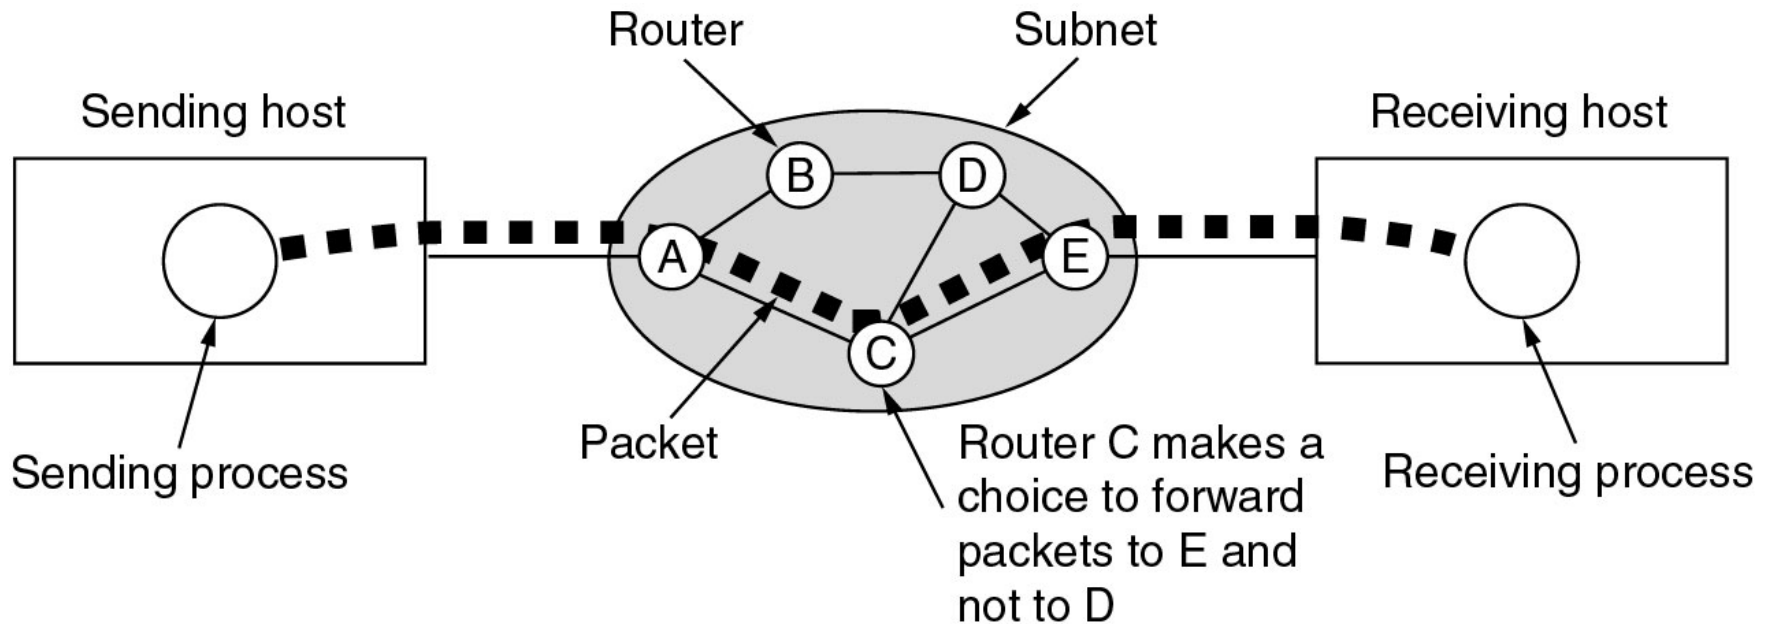 Router
Subnet
Sending host
Receiving host
B
D
A
E
C
Packet
Router C makes a
choice to forward
packets to E and
not to D
Sending process
Receiving process